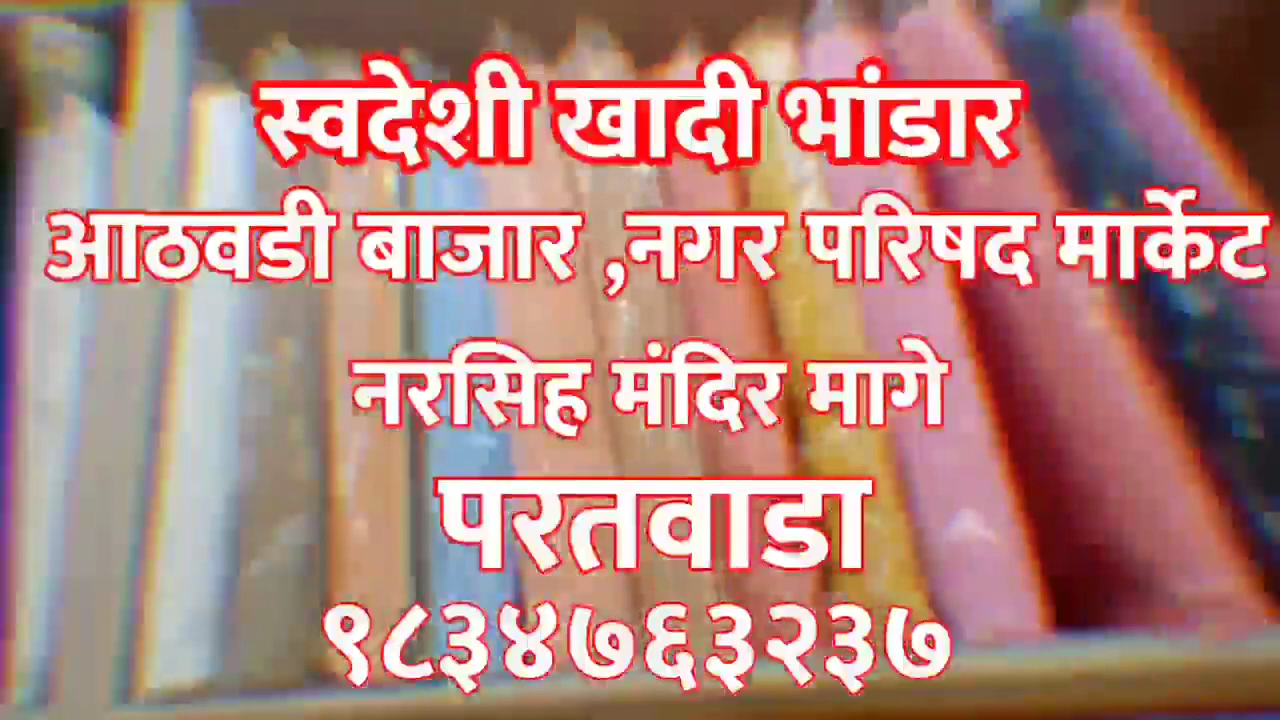 स्वदेशी खादी भांडार
आठवडी बाजार ,नगर परिषद मार्केट
नरसिह मंदिर मागे
परतवाडा
९८३४७६३२३७